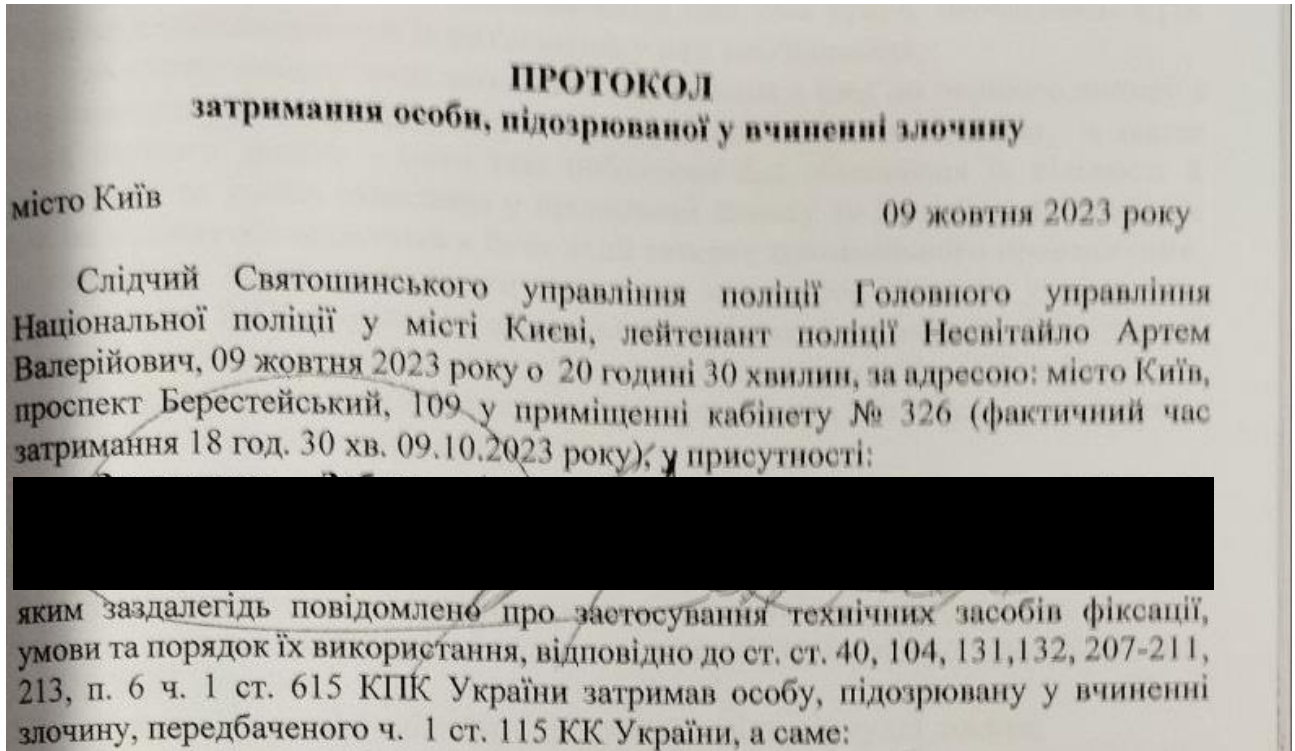 ПРОТОКОЛ
затримання особи, підозрюваної у вчиненні злочину
місто Київ
09 жовтня 2023 року
Слідчий Святошинського управління поліції Головного управління
Національної поліції у місті Києві, лейтенант поліції Несвітайло Артем
Валерійович, 09 жовтня 2023 року о 20 годині 30 хвилин, за адресою: місто Київ,
проспект Берестейський, 109 у приміщенні кабінету № 326 (фактичний час
затримання 18 год. 30 хв. 09.10.2023 року), у присутності:
яким заздалегідь повідомлено про застосування технічних засобів фіксації,
умови та порядок їх використання, відповідно до ст. ст. 40, 104, 131,132, 207-211,
213, п. 6 ч. 1 ст. 615 КПК України затримав особу, підозрювану у вчиненні
злочину, передбаченого ч. 1 ст. 115 КК України, а саме: